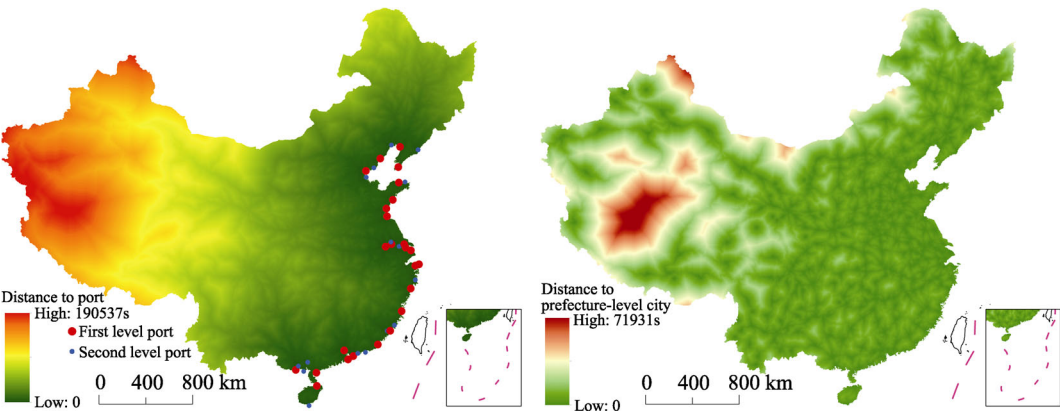 Distance to port
High: 190537s
First level port
Second level port
Low: 0
0 400 800 km
Distance to
prefecture-level city
High: 71931s
Low: 0
0 400 800 km